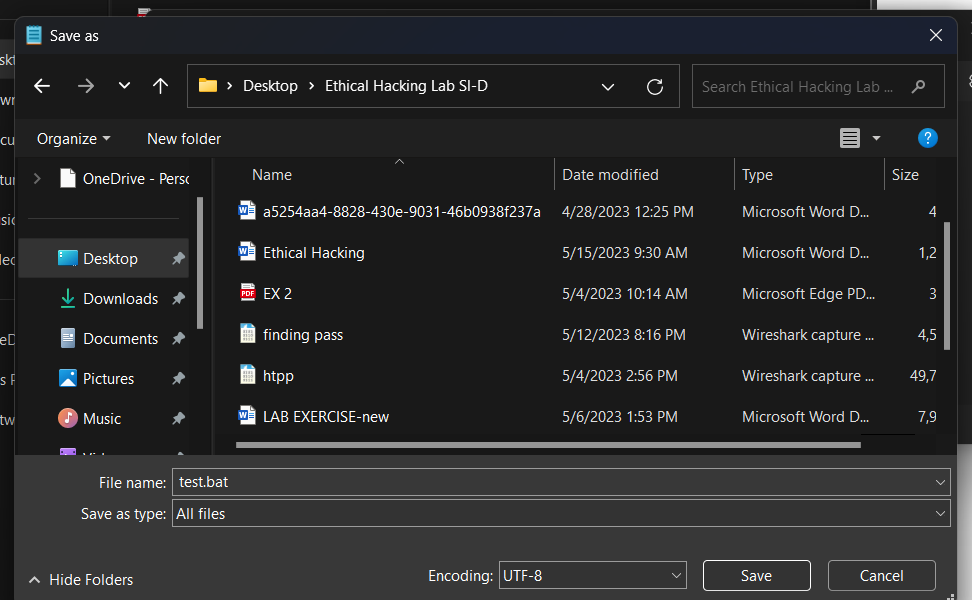 Save as
Desktop > Ethical Hacking Lab SI-D
Search Ethical Hacking Lab ...
Organize
New folder
?
OneDrive - Perso
Desktop
Downloads
Documents
Pictures
Music
Name Date modified Type Size
a5254aa4-8828-430e-9031-46b0938f237a 4/28/2023 12:25 PM Microsoft Word D... 4
Ethical Hacking 5/15/2023 9:30 AM Microsoft Word D... 1,2
PDF EX 2 5/4/2023 10:14 AM Microsoft Edge PD... 3
finding pass 5/12/2023 8:16 PM Wireshark capture ... 4,5
htpp 5/4/2023 2:56 PM Wireshark capture ... 49,7
LAB EXERCISE-new 5/6/2023 1:53 PM Microsoft Word D... 7,9
File name: test.bat
Save as type: All files
Hide Folders
Encoding: UTF-8
Save
Cancel